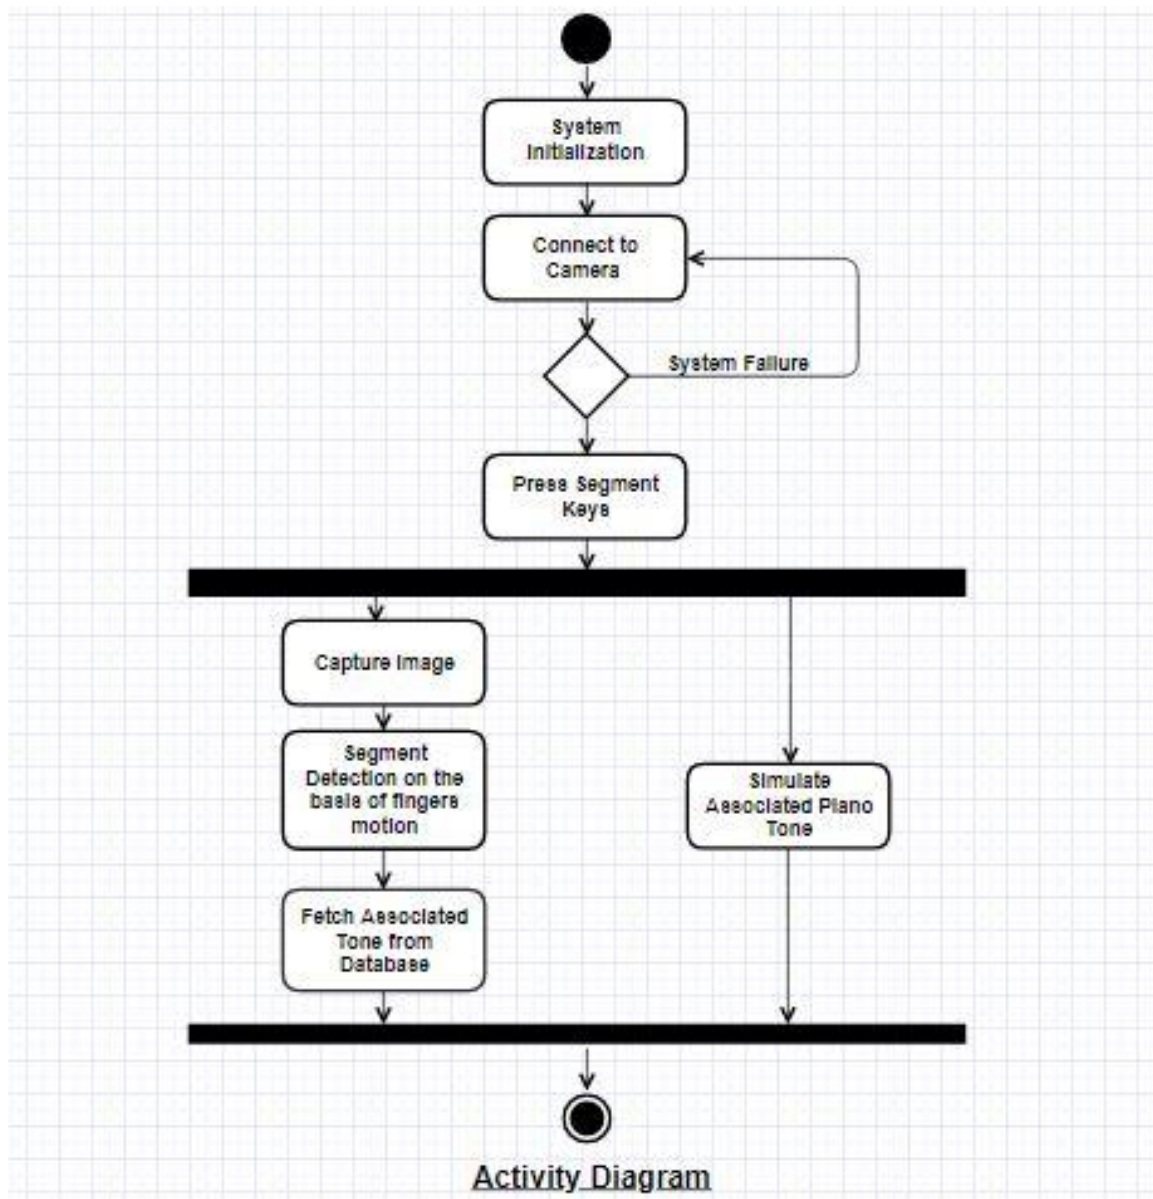 System
Initialization
Connect to
Camera
System Failure
Press Segment
Keys
Capture Image
Segment
Detection on the
basis of fingers
motion
Simulate
Associated Piano
Tone
Fetch Associated
Tone from
Database
Activity Diagram